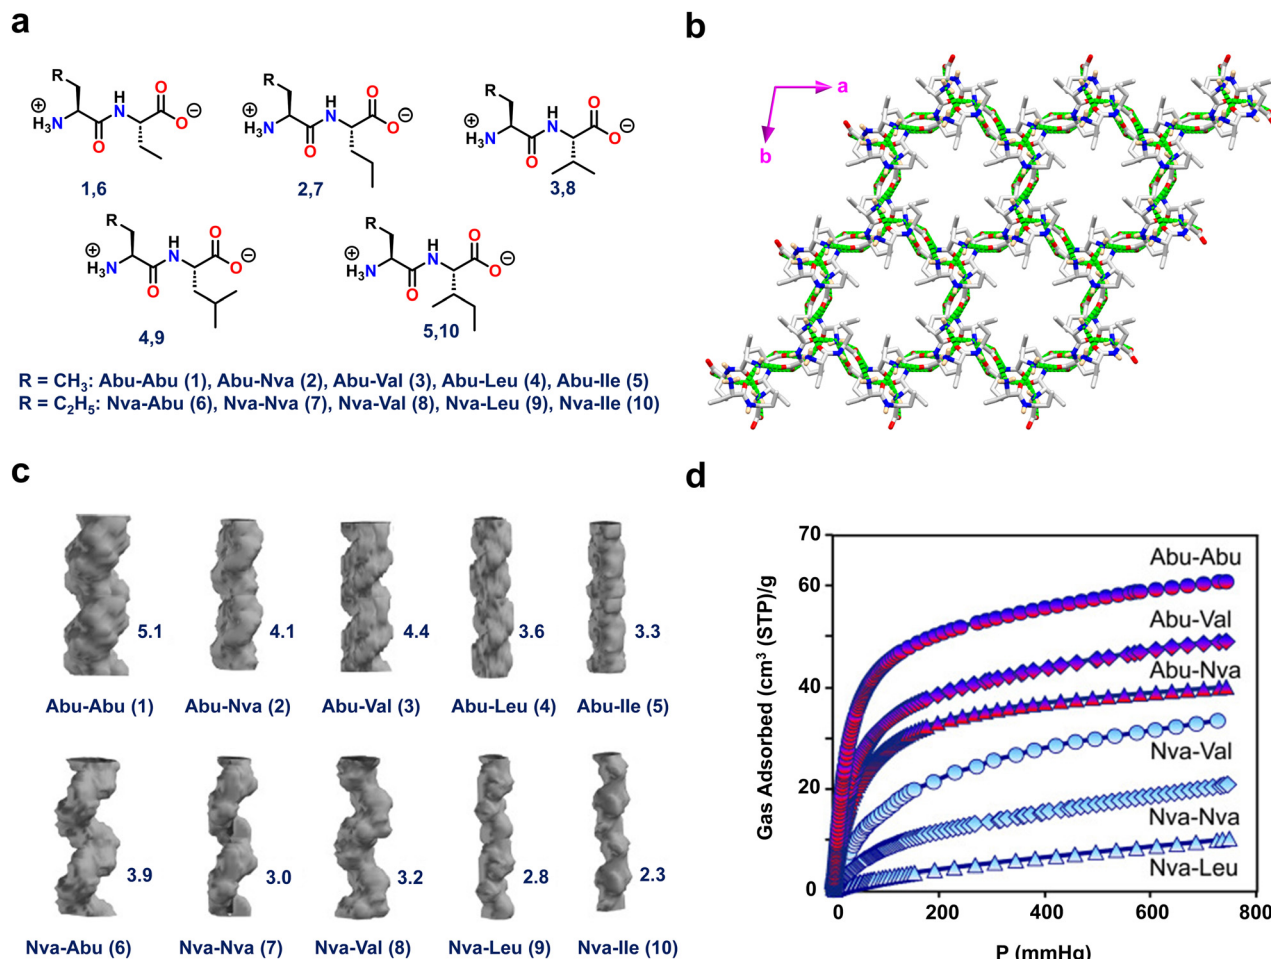 a
R
H
N
O
⊕
H₃N
O
O ⊖
1,6
R
H
N
O
⊕
H₃N
O
O ⊖
2,7
R
H
N
O
⊕
H₃N
O
O ⊖
3,8
R
H
N
O
⊕
H₃N
O
O ⊖
4,9
R
H
N
O
⊕
H₃N
O
O ⊖
5,10
R = CH₃: Abu-Abu (1), Abu-Nva (2), Abu-Val (3), Abu-Leu (4), Abu-Ile (5)
R = C₂H₅: Nva-Abu (6), Nva-Nva (7), Nva-Val (8), Nva-Leu (9), Nva-Ile (10)
b
a
b
c
5.1 4.1 4.4 3.6 3.3
Abu-Abu (1) Abu-Nva (2) Abu-Val (3) Abu-Leu (4) Abu-Ile (5)
3.9 3.0 3.2 2.8 2.3
Nva-Abu (6) Nva-Nva (7) Nva-Val (8) Nva-Leu (9) Nva-Ile (10)
d
Gas Adsorbed (cm³ (STP)/g
70
60
40
20
0
Abu-Abu
Abu-Val
Abu-Nva
Nva-Val
Nva-Nva
Nva-Leu
0 200 400 600 800
P (mmHg)